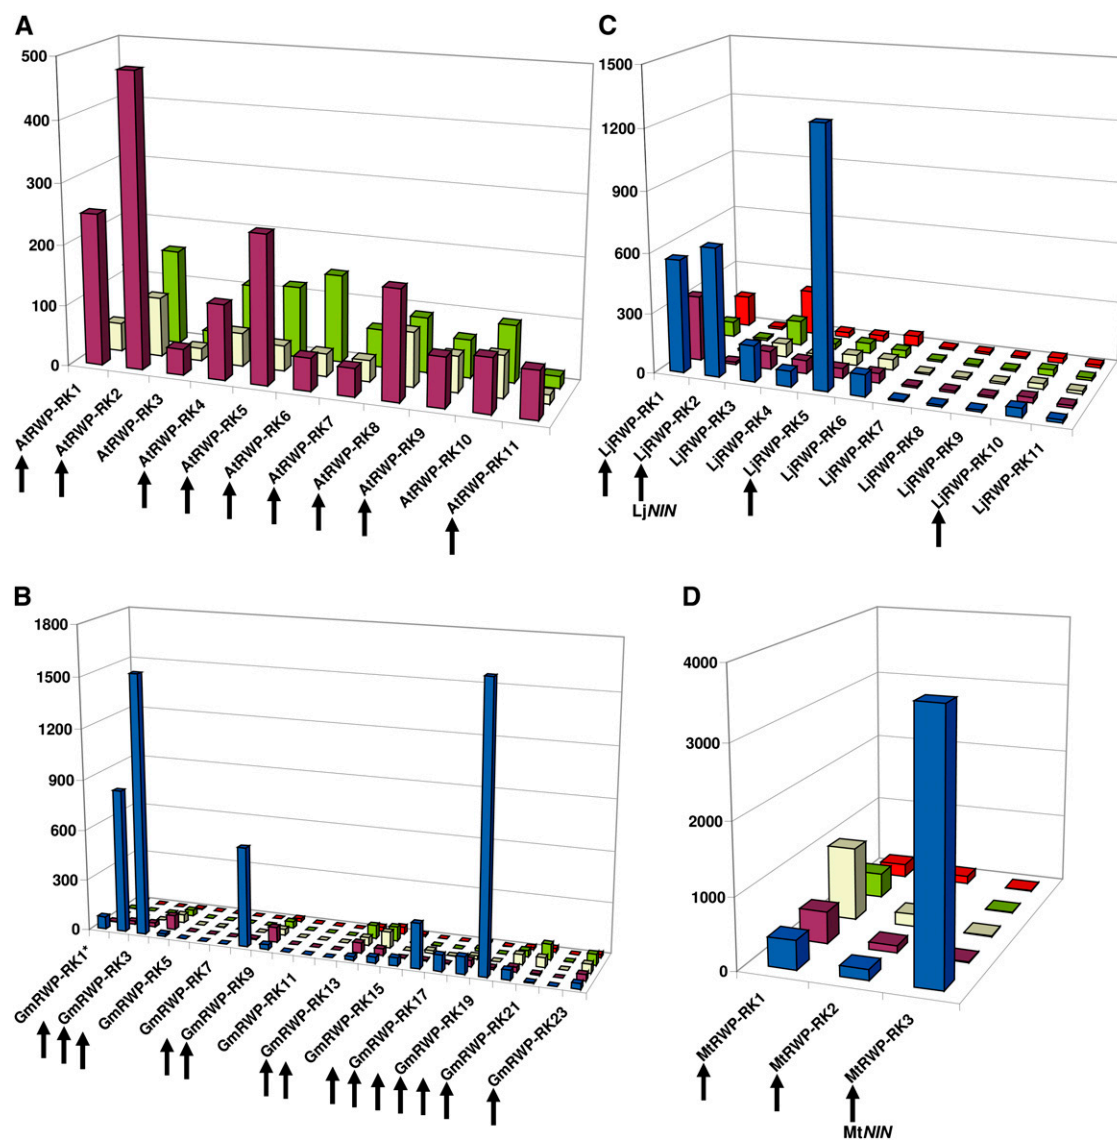 A
500
400
300
200
100
0
AtRWP-RK1
AtRWP-RK2
AtRWP-RK3
AtRWP-RK4
AtRWP-RK5
AtRWP-RK6
AtRWP-RK7
AtRWP-RK8
AtRWP-RK9
AtRWP-RK10
AtRWP-RK11
C
1500
1200
900
600
300
0
LjRWP-RK1
LjRWP-RK2
LjRWP-RK3
LjRWP-RK4
LjRWP-RK5
LjRWP-RK6
LjRWP-RK7
LjRWP-RK8
LjRWP-RK9
LjRWP-RK10
LjRWP-RK11
LjNIN
B
1800
1500
1200
900
600
300
0
GmRWP-RK1*
GmRWP-RK3
GmRWP-RK5
GmRWP-RK7
GmRWP-RK9
GmRWP-RK11
GmRWP-RK13
GmRWP-RK15
GmRWP-RK17
GmRWP-RK19
GmRWP-RK21
GmRWP-RK23
D
4000
3000
2000
1000
0
MtRWP-RK1
MtRWP-RK2
MtRWP-RK3
MtNIN